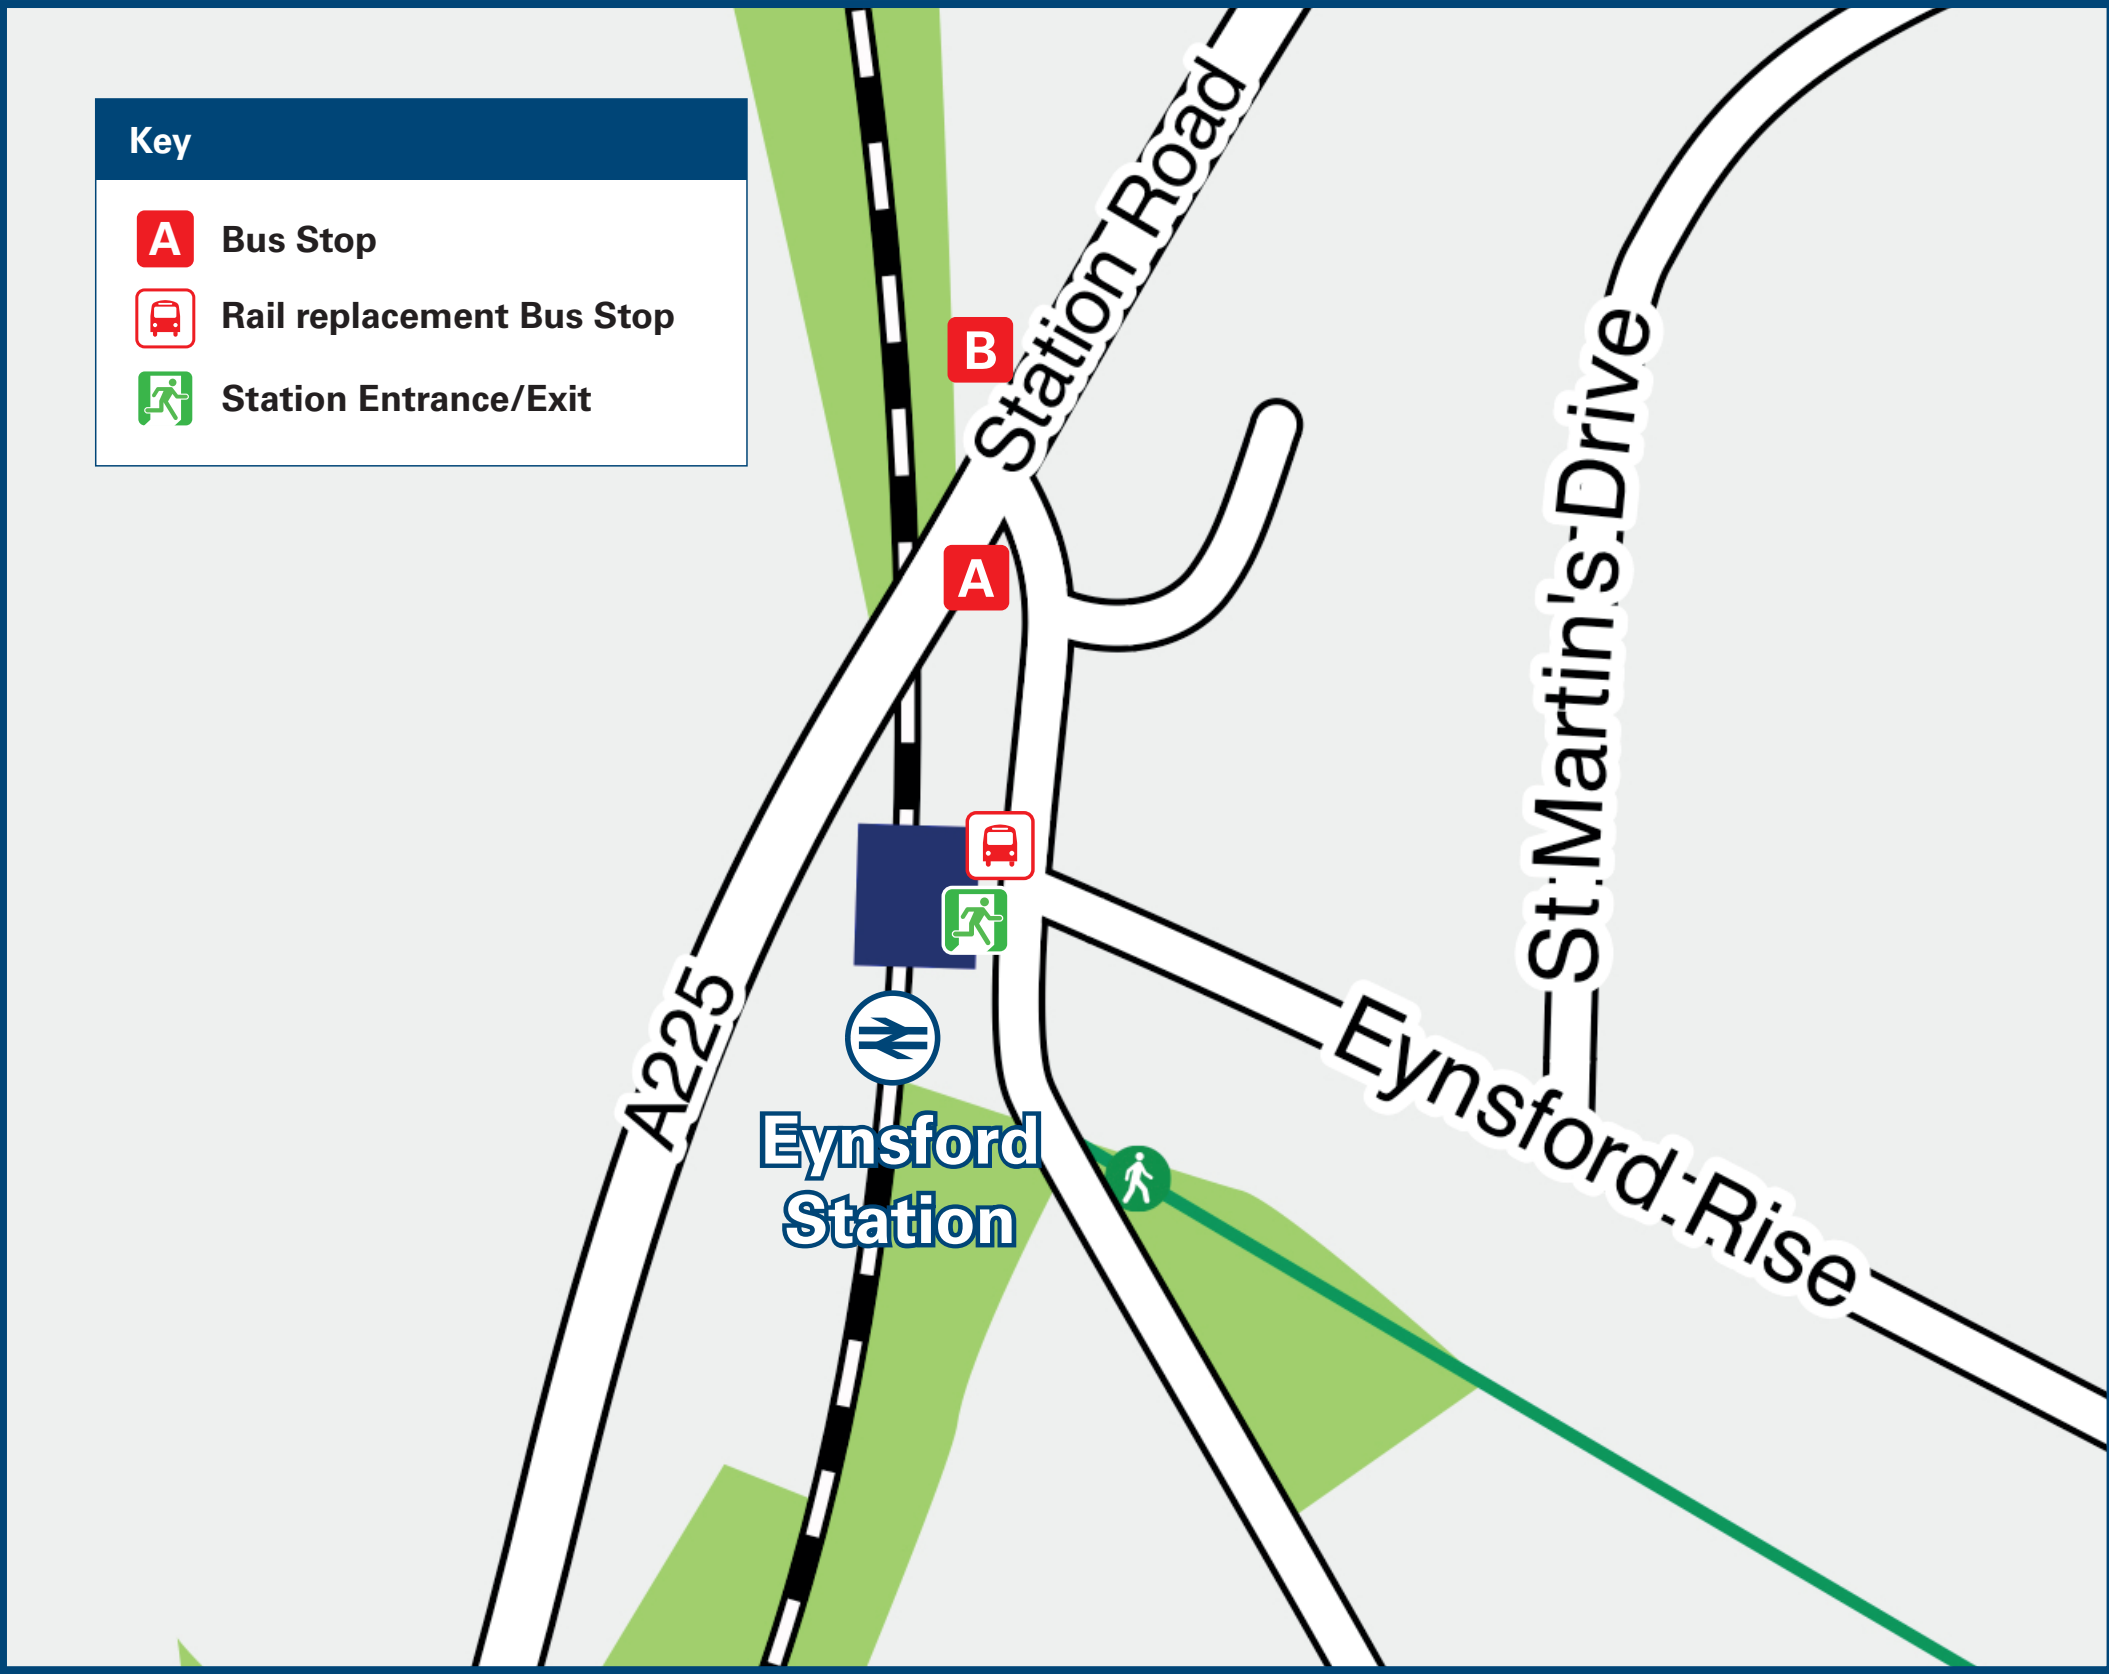 Key
A Bus Stop
Rail replacement Bus Stop
Station Entrance/Exit
Station Road
B
A
St Martin's Drive
A225
Eynsford Rise
Eynsford
Station